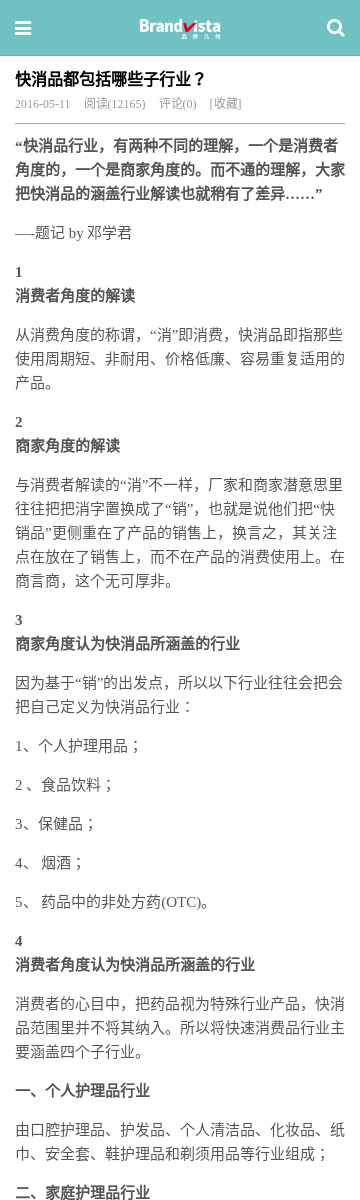 Brandvista
品牌几何
快消品都包括哪些子行业？
2016-05-11 阅读(12165) 评论(0) [收藏]
“快消品行业，有两种不同的理解，一个是消费者
角度的，一个是商家角度的。而不通的理解，大家
把快消品的涵盖行业解读也就稍有了差异……”
—-题记 by 邓学君
1
消费者角度的解读
从消费角度的称谓，“消”即消费，快消品即指那些
使用周期短、非耐用、价格低廉、容易重复适用的
产品。
2
商家角度的解读
与消费者解读的“消”不一样，厂家和商家潜意思里
往往把把消字置换成了“销”，也就是说他们把“快
销品”更侧重在了产品的销售上，换言之，其关注
点在放在了销售上，而不在产品的消费使用上。在
商言商，这个无可厚非。
3
商家角度认为快消品所涵盖的行业
因为基于“销”的出发点，所以以下行业往往会把会
把自己定义为快消品行业：
1、个人护理用品；
2 、食品饮料；
3、保健品；
4、 烟酒；
5、 药品中的非处方药(OTC)。
4
消费者角度认为快消品所涵盖的行业
消费者的心目中，把药品视为特殊行业产品，快消
品范围里并不将其纳入。所以将快速消费品行业主
要涵盖四个子行业。
一、个人护理品行业
由口腔护理品、护发品、个人清洁品、化妆品、纸
巾、安全套、鞋护理品和剃须用品等行业组成；
二、家庭护理品行业